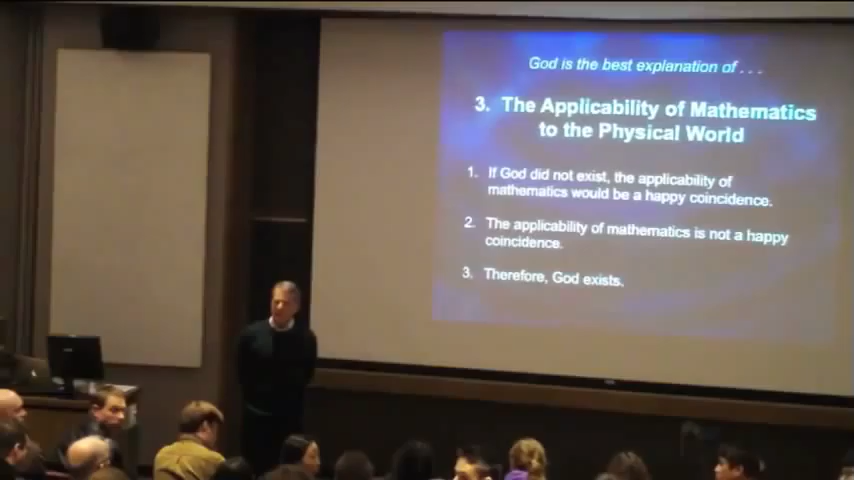 God is the best explanation of . . .
3. The Applicability of Mathematics
to the Physical World
1. If God did not exist, the applicability of
mathematics would be a happy coincidence.
2. The applicability of mathematics is not a happy
coincidence.
3. Therefore, God exists.